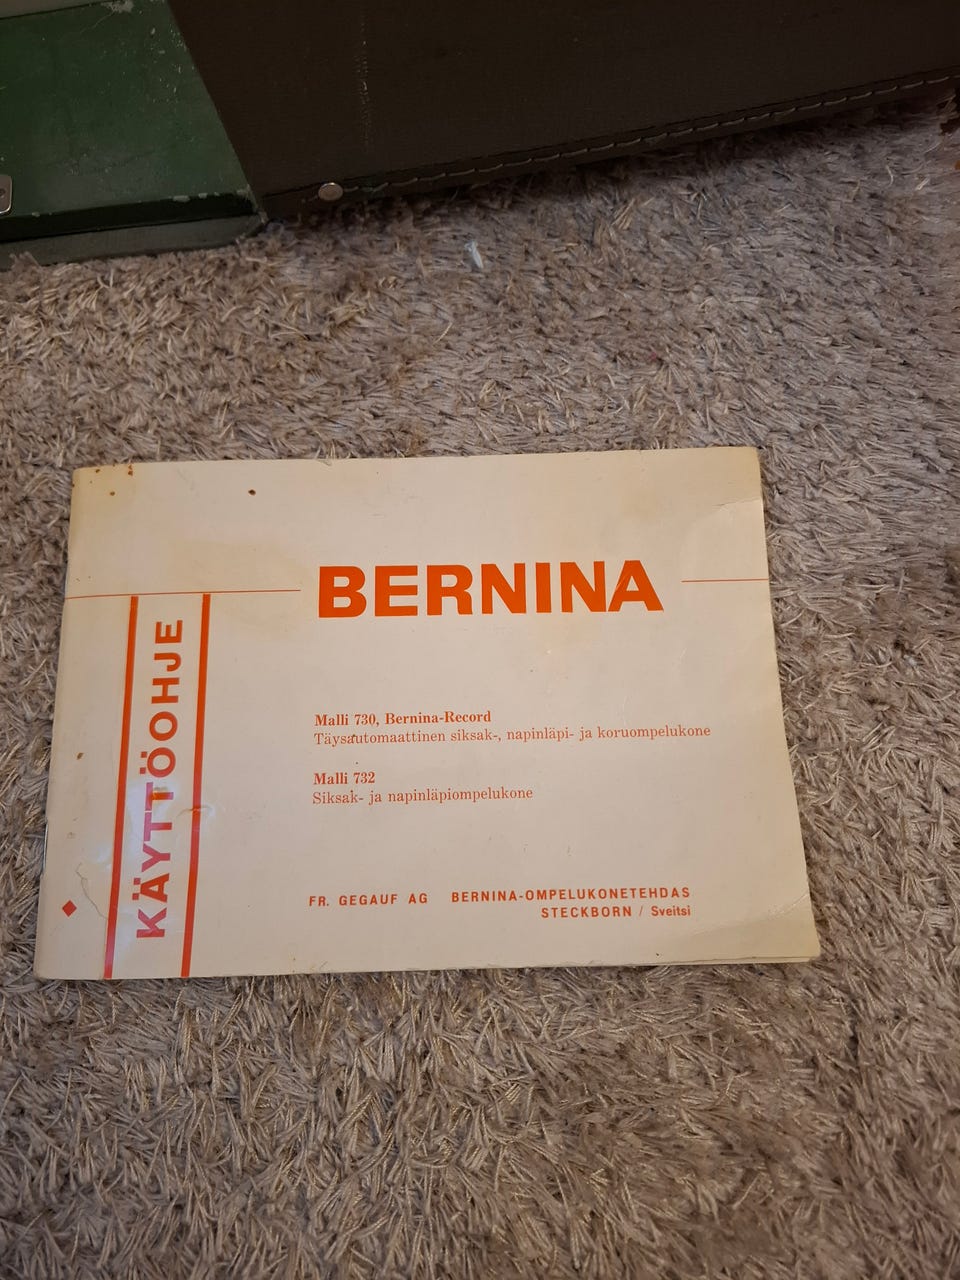 BERNINA
KÄYTTÖOHJE
Malli 730, Bernina-Record
Täysautomaattinen siksak-, napinläpi- ja koruompelukone
Malli 732
Siksak- ja napinläpiompelukone
FR. GEGAUF AG BERNINA-OMPELUKONETEHDAS
STECKBORN / Sveitsi